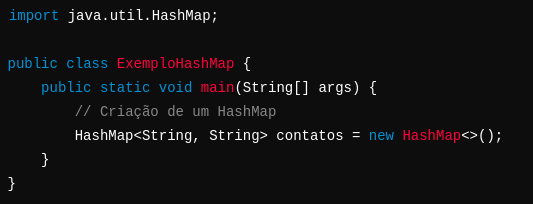 import java.util.HashMap;
public class ExemploHashMap {
public static void main(String[] args) {
// Criação de um HashMap
HashMap<String, String> contatos = new HashMap<>();
}
}